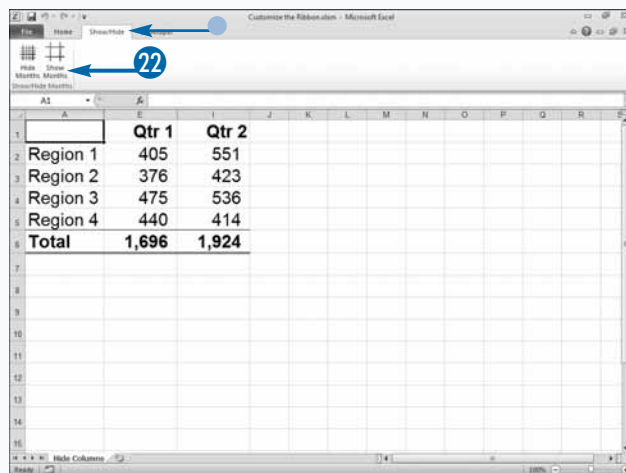 Customize the Ribbon.xlsm - Microsoft Excel
File Home Show/Hide
Hide Months Show Months
Show/Hide Months
22
A1 fx
A E I J K L M N O P Q R S
1 Qtr 1 Qtr 2
2 Region 1 405 551
3 Region 2 376 423
4 Region 3 475 536
5 Region 4 440 414
6 Total 1,696 1,924
7
8
9
10
11
12
13
14
15
Hide Columns
Ready 100%